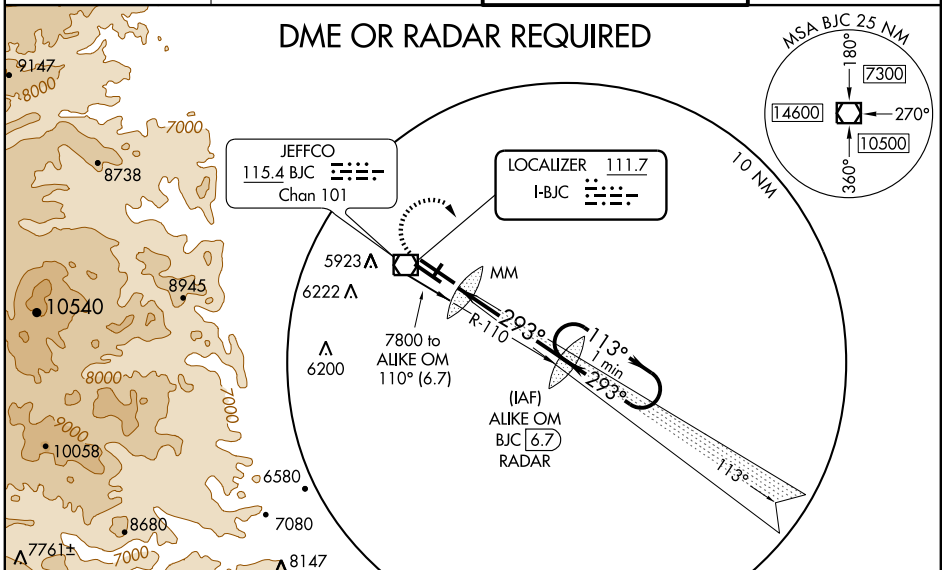 DME OR RADAR REQUIRED
MSA BJC 25 NM
180°
7300
14600
270°
10500
360°
9147
8000
7000
8738
JEFFCO
115.4 BJC
Chan 101
LOCALIZER 111.7
I-BJC
10 NM
5923
6222
MM
8945
10540
293°
R-110
113°
1 min
293°
7800 to
ALIKE OM
110° (6.7)
6200
(IAF)
ALIKE OM
BJC 6.7
RADAR
8000
7000
9000
10058
6580
113°
7080
8680
7000
7761±
8147